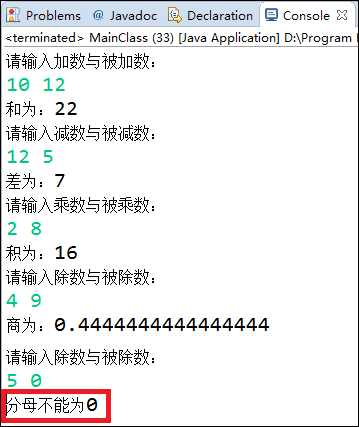 Problems @ Javadoc Declaration Console
<terminated> MainClass (33) [Java Application] D:\Program
请输入加数与被加数：
10 12
和为：22
请输入减数与被减数：
12 5
差为：7
请输入乘数与被乘数：
2 8
积为：16
请输入除数与被除数：
4 9
商为：0.4444444444444444
请输入除数与被除数：
5 0
分母不能为0